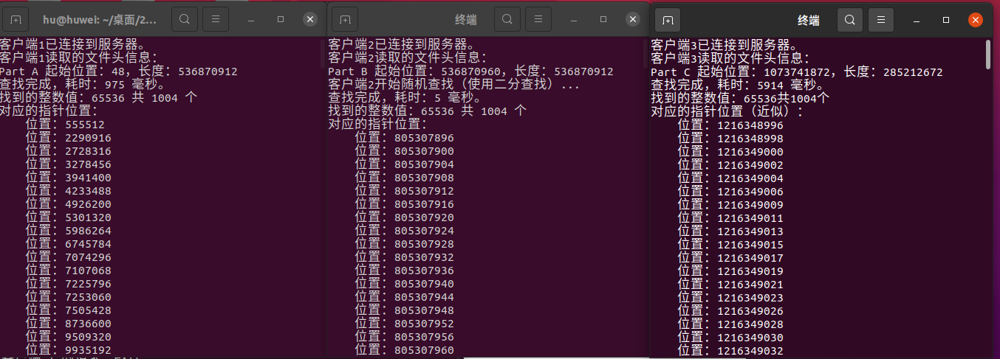 hu@huwei: ~/桌面/2...
客户端1已连接到服务器。
客户端1读取的文件头信息：
Part A 起始位置：48，长度：536870912
查找完成，耗时：975 毫秒。
找到的整数值：65536 共 1004 个
对应的指针位置：
位置：555512
位置：2290916
位置：2728316
位置：3278456
位置：3941400
位置：4233488
位置：4926200
位置：5301320
位置：5986264
位置：6745784
位置：7074296
位置：7107068
位置：7225796
位置：7253060
位置：7505428
位置：8736600
位置：9509320
位置：9935192
终端
客户端2已连接到服务器。
客户端2读取的文件头信息：
Part B 起始位置：536870960，长度：536870912
客户端2开始随机查找（使用二分查找）...
查找完成，耗时：5 毫秒。
找到的整数值：65536 共 1004 个
对应的指针位置：
位置：805307896
位置：805307900
位置：805307904
位置：805307908
位置：805307912
位置：805307916
位置：805307920
位置：805307924
位置：805307928
位置：805307932
位置：805307936
位置：805307940
位置：805307944
位置：805307948
位置：805307952
位置：805307956
位置：805307960
终端
客户端3已连接到服务器。
客户端3读取的文件头信息：
Part C 起始位置：1073741872，长度：285212672
查找完成，耗时：5914 毫秒。
找到的整数值：65536共1004个
对应的指针位置（近似）：
位置：1216348996
位置：1216348998
位置：1216349000
位置：1216349002
位置：1216349004
位置：1216349006
位置：1216349009
位置：1216349011
位置：1216349013
位置：1216349015
位置：1216349017
位置：1216349019
位置：1216349021
位置：1216349023
位置：1216349026
位置：1216349028
位置：1216349030
位置：1216349032